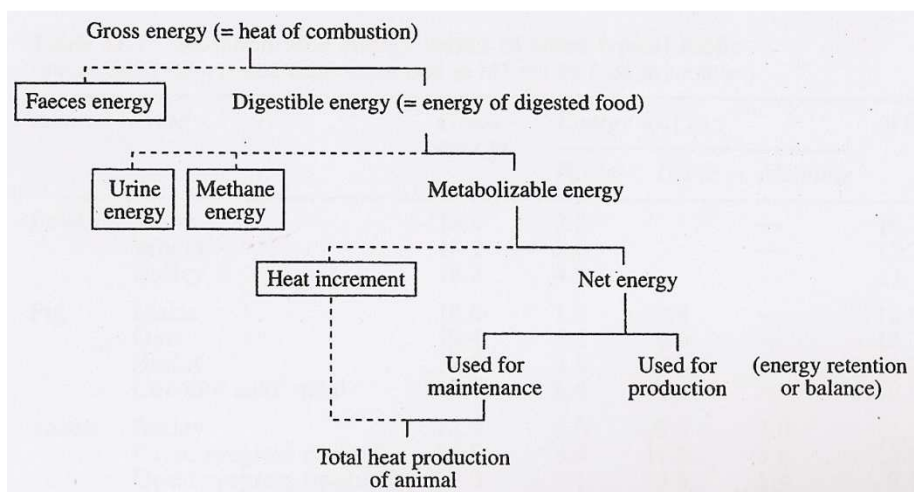 Gross energy (= heat of combustion)
Faeces energy
Digestible energy (= energy of digested food)
Urine
energy
Methane
energy
Metabolizable energy
Heat increment
Net energy
Used for
maintenance
Used for
production
(energy retention
or balance)
Total heat production
of animal